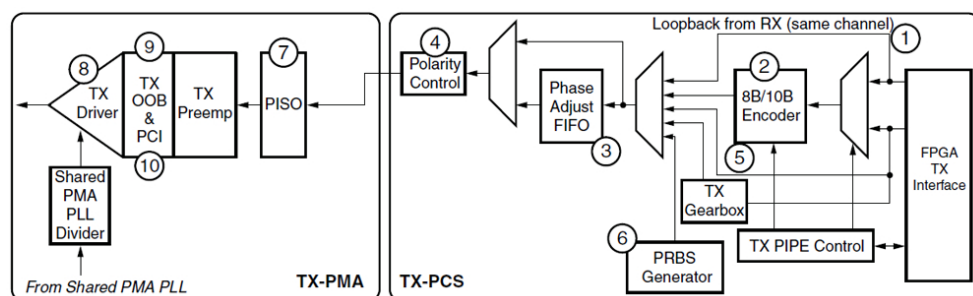 Loopback from RX (same channel)
1
9
8
TX
Driver
TX
OOB
&
PCI
10
TX
Preemp
7
PISO
4
Polarity
Control
Phase
Adjust
FIFO
3
2
8B/10B
Encoder
5
FPGA
TX
Interface
Shared
PMA
PLL
Divider
TX
Gearbox
6
PRBS
Generator
TX PIPE Control
From Shared PMA PLL
TX-PMA
TX-PCS